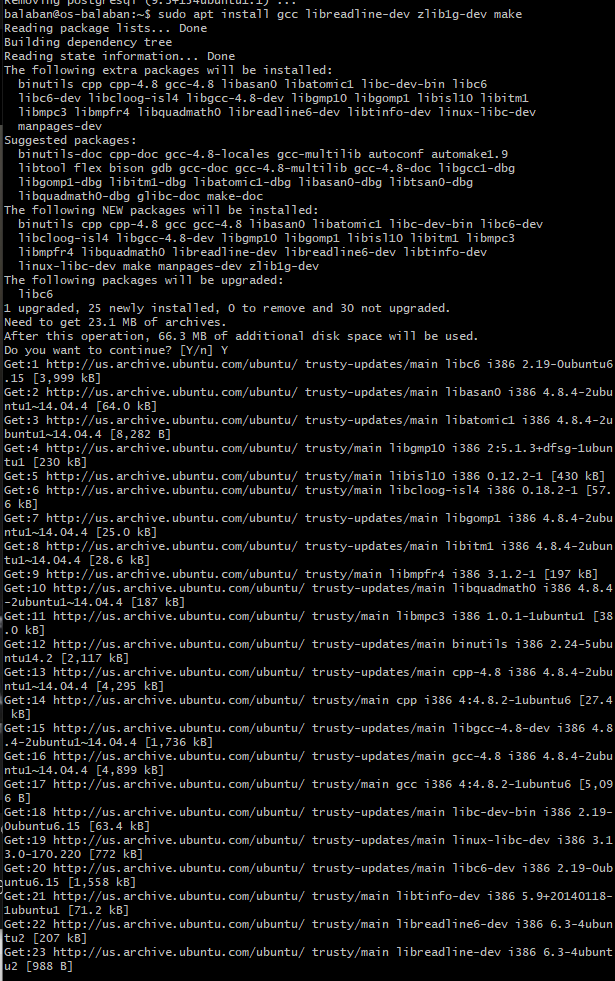 Removing postgresql (9.3+154ubuntu1.1) ...
balaban@os-balaban:~$ sudo apt install gcc libreadline-dev zlib1g-dev make
Reading package lists... Done
Building dependency tree
Reading state information... Done
The following extra packages will be installed:
  binutils cpp cpp-4.8 gcc-4.8 libasan0 libatomic1 libc-dev-bin libc6
  libc6-dev libcloog-isl4 libgcc-4.8-dev libgmp10 libgomp1 libisl10 libitm1
  libmpc3 libmpfr4 libquadmath0 libreadline6-dev libtinfo-dev linux-libc-dev
  manpages-dev
Suggested packages:
  binutils-doc cpp-doc gcc-4.8-locales gcc-multilib autoconf automake1.9
  libtool flex bison gdb gcc-doc gcc-4.8-multilib gcc-4.8-doc libgcc1-dbg
  libgomp1-dbg libitm1-dbg libatomic1-dbg libasan0-dbg libtsan0-dbg
  libquadmath0-dbg glibc-doc make-doc
The following NEW packages will be installed:
  binutils cpp cpp-4.8 gcc gcc-4.8 libasan0 libatomic1 libc-dev-bin libc6-dev
  libcloog-isl4 libgcc-4.8-dev libgmp10 libgomp1 libisl10 libitm1 libmpc3
  libmpfr4 libquadmath0 libreadline-dev libreadline6-dev libtinfo-dev
  linux-libc-dev make manpages-dev zlib1g-dev
The following packages will be upgraded:
  libc6
1 upgraded, 25 newly installed, 0 to remove and 30 not upgraded.
Need to get 23.1 MB of archives.
After this operation, 66.3 MB of additional disk space will be used.
Do you want to continue? [Y/n] Y
Get:1 http://us.archive.ubuntu.com/ubuntu/ trusty-updates/main libc6 i386 2.19-0ubuntu6
.15 [3,999 kB]
Get:2 http://us.archive.ubuntu.com/ubuntu/ trusty-updates/main libasan0 i386 4.8.4-2ubu
ntu1~14.04.4 [64.0 kB]
Get:3 http://us.archive.ubuntu.com/ubuntu/ trusty-updates/main libatomic1 i386 4.8.4-2u
buntu1~14.04.4 [8,282 B]
Get:4 http://us.archive.ubuntu.com/ubuntu/ trusty/main libgmp10 i386 2:5.1.3+dfsg-1ubun
tu1 [230 kB]
Get:5 http://us.archive.ubuntu.com/ubuntu/ trusty/main libisl10 i386 0.12.2-1 [430 kB]
Get:6 http://us.archive.ubuntu.com/ubuntu/ trusty/main libcloog-isl4 i386 0.18.2-1 [57.
6 kB]
Get:7 http://us.archive.ubuntu.com/ubuntu/ trusty-updates/main libgomp1 i386 4.8.4-2ubu
ntu1~14.04.4 [25.0 kB]
Get:8 http://us.archive.ubuntu.com/ubuntu/ trusty-updates/main libitm1 i386 4.8.4-2ubun
tu1~14.04.4 [28.6 kB]
Get:9 http://us.archive.ubuntu.com/ubuntu/ trusty/main libmpfr4 i386 3.1.2-1 [197 kB]
Get:10 http://us.archive.ubuntu.com/ubuntu/ trusty-updates/main libquadmath0 i386 4.8.4
-2ubuntu1~14.04.4 [187 kB]
Get:11 http://us.archive.ubuntu.com/ubuntu/ trusty/main libmpc3 i386 1.0.1-1ubuntu1 [38
.0 kB]
Get:12 http://us.archive.ubuntu.com/ubuntu/ trusty-updates/main binutils i386 2.24-5ubu
ntu14.2 [2,117 kB]
Get:13 http://us.archive.ubuntu.com/ubuntu/ trusty-updates/main cpp-4.8 i386 4.8.4-2ubu
ntu1~14.04.4 [4,295 kB]
Get:14 http://us.archive.ubuntu.com/ubuntu/ trusty/main cpp i386 4:4.8.2-1ubuntu6 [27.4
 kB]
Get:15 http://us.archive.ubuntu.com/ubuntu/ trusty-updates/main libgcc-4.8-dev i386 4.8
.4-2ubuntu1~14.04.4 [1,736 kB]
Get:16 http://us.archive.ubuntu.com/ubuntu/ trusty-updates/main gcc-4.8 i386 4.8.4-2ubu
ntu1~14.04.4 [4,899 kB]
Get:17 http://us.archive.ubuntu.com/ubuntu/ trusty/main gcc i386 4:4.8.2-1ubuntu6 [5,09
6 B]
Get:18 http://us.archive.ubuntu.com/ubuntu/ trusty-updates/main libc-dev-bin i386 2.19-
0ubuntu6.15 [63.4 kB]
Get:19 http://us.archive.ubuntu.com/ubuntu/ trusty-updates/main linux-libc-dev i386 3.1
3.0-170.220 [772 kB]
Get:20 http://us.archive.ubuntu.com/ubuntu/ trusty-updates/main libc6-dev i386 2.19-0ub
untu6.15 [1,558 kB]
Get:21 http://us.archive.ubuntu.com/ubuntu/ trusty/main libtinfo-dev i386 5.9+20140118-
1ubuntu1 [71.2 kB]
Get:22 http://us.archive.ubuntu.com/ubuntu/ trusty/main libreadline6-dev i386 6.3-4ubun
tu2 [207 kB]
Get:23 http://us.archive.ubuntu.com/ubuntu/ trusty/main libreadline-dev i386 6.3-4ubunt
u2 [988 B]